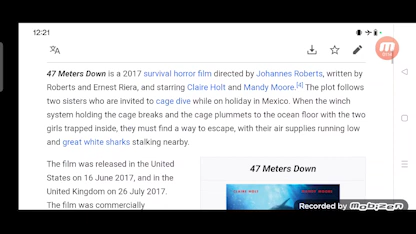 12:21
47 Meters Down is a 2017 survival horror film directed by Johannes Roberts, written by
Roberts and Ernest Riera, and starring Claire Holt and Mandy Moore.[4] The plot follows
two sisters who are invited to cage dive while on holiday in Mexico. When the winch
system holding the cage breaks and the cage plummets to the ocean floor with the two
girls trapped inside, they must find a way to escape, with their air supplies running low
and great white sharks stalking nearby.
The film was released in the United
States on 16 June 2017, and in the
United Kingdom on 26 July 2017.
The film was commercially
47 Meters Down
CLAIRE HOLT
Recorded by Mobizen